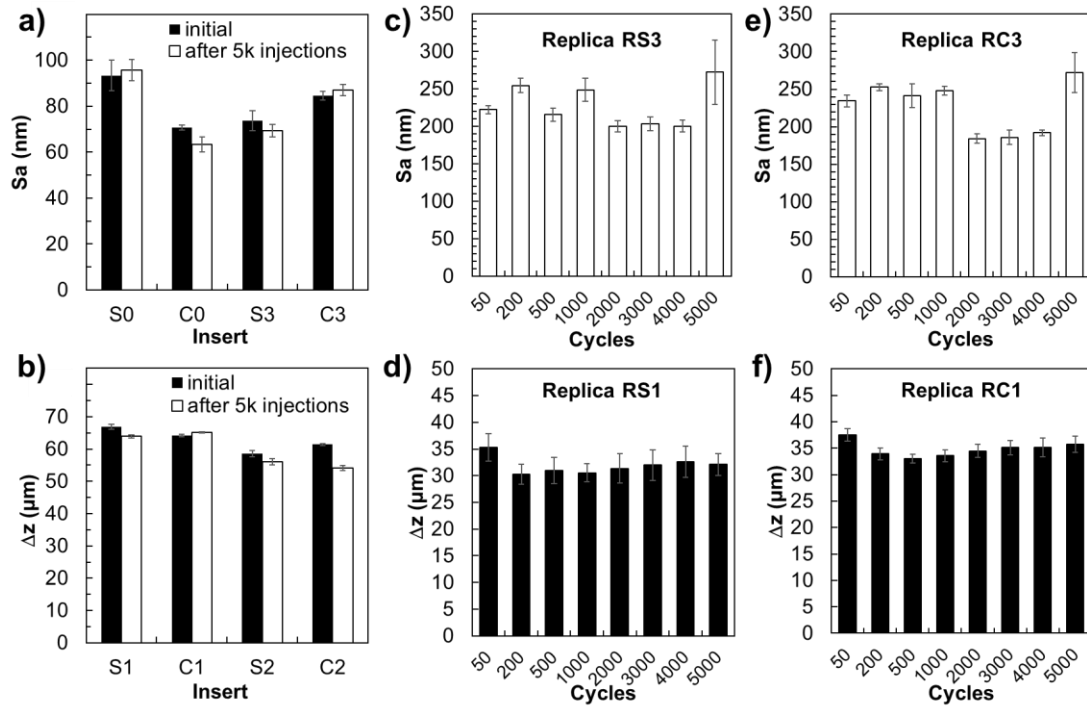 a)
initial
after 5k injections
100
80
60
40
20
0
Sa (nm)
S0 C0 S3 C3
Insert
c)
Replica RS3
350
300
250
200
150
100
50
0
Sa (nm)
50 200 500 1000 2000 3000 4000 5000
Cycles
e)
Replica RC3
350
300
250
200
150
100
50
0
Sa (nm)
50 200 500 1000 2000 3000 4000 5000
Cycles
b)
initial
after 5k injections
70
60
50
40
30
20
10
0
Δz (µm)
S1 C1 S2 C2
Insert
d)
Replica RS1
50
45
40
35
30
25
20
15
10
5
0
Δz (µm)
50 200 500 1000 2000 3000 4000 5000
Cycles
f)
Replica RC1
50
45
40
35
30
25
20
15
10
5
0
Δz (µm)
50 200 500 1000 2000 3000 4000 5000
Cycles